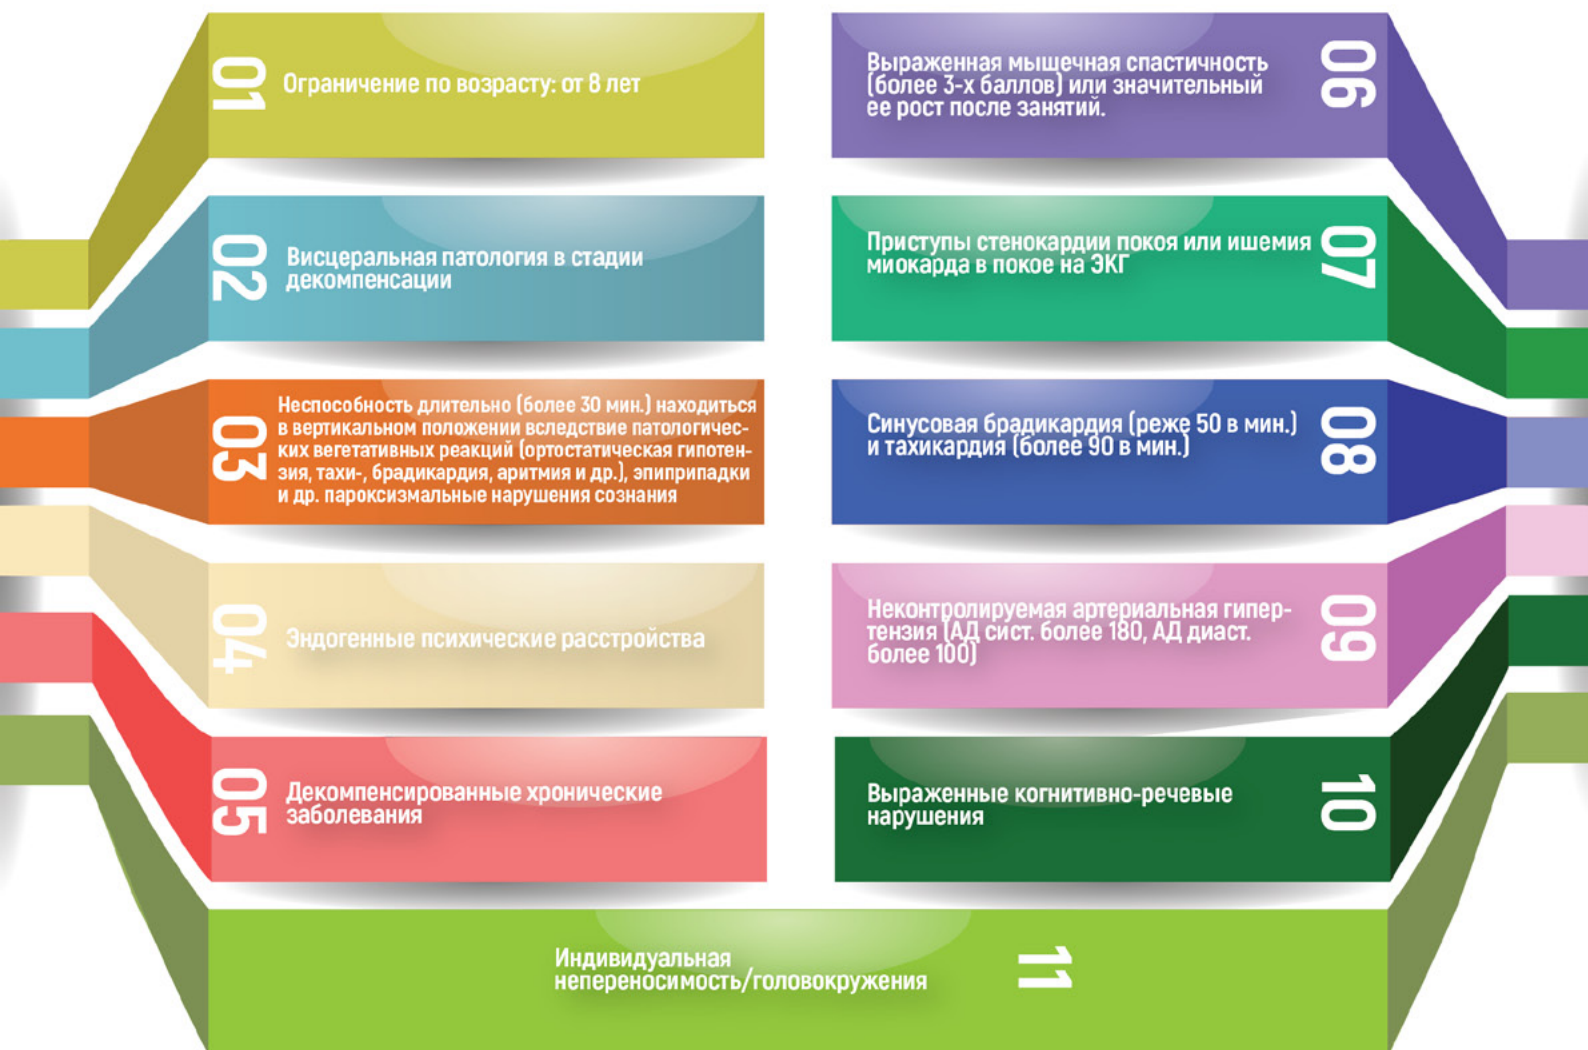 01
Ограничение по возрасту: от 8 лет
02
Висцеральная патология в стадии
декомпенсации
03
Неспособность длительно (более 30 мин.) находиться
в вертикальном положении вследствие патологичес-
ких вегетативных реакций (ортостатическая гипотен-
зия, тахи-, брадикардия, аритмия и др.), эпиприпадки
и др. пароксизмальные нарушения сознания
04
Эндогенные психические расстройства
05
Декомпенсированные хронические
заболевания
06
Выраженная мышечная спастичность
(более 3-х баллов) или значительный
ее рост после занятий.
07
Приступы стенокардии покоя или ишемия
миокарда в покое на ЭКГ
08
Синусовая брадикардия (реже 50 в мин.)
и тахикардия (более 90 в мин.)
09
Неконтролируемая артериальная гипер-
тензия (АД сист. более 180, АД диаст.
более 100)
10
Выраженные когнитивно-речевые
нарушения
11
Индивидуальная
непереносимость/головокружения